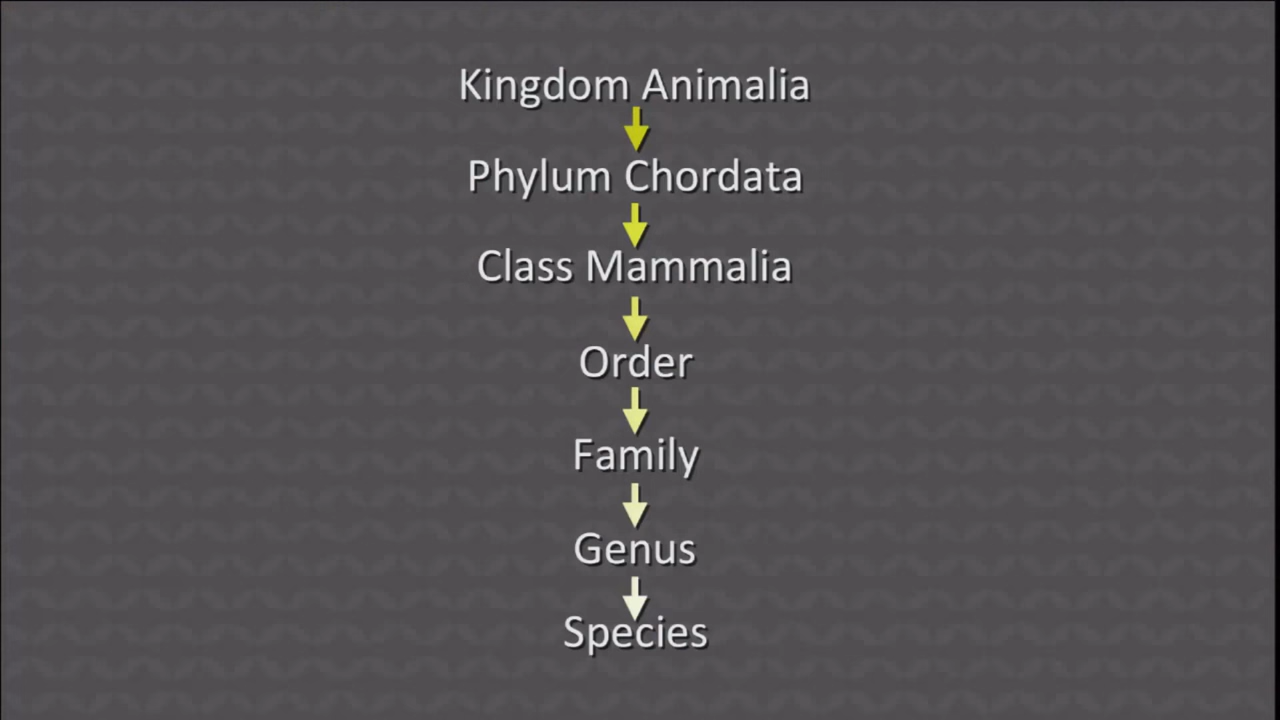 Kingdom Animalia
Phylum Chordata
Class Mammalia
Order
Family
Genus
Species